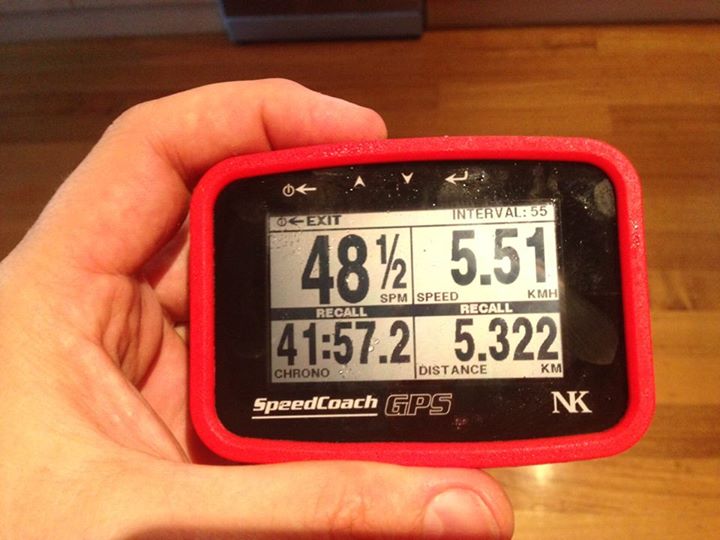 EXIT INTERVAL: 55
48½ 5.51
SPM SPEED KMH
RECALL RECALL
41:57.2 5.322
CHRONO DISTANCE KM
SpeedCoach GPS NK